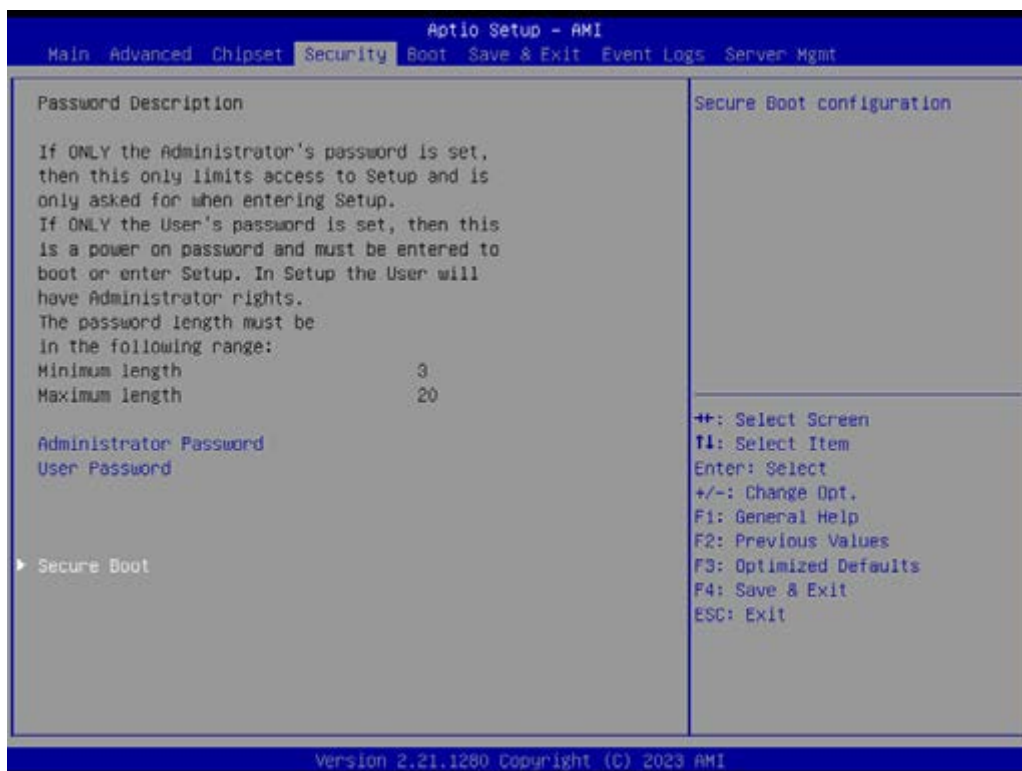 Aptio Setup - AMI
Main Advanced Chipset Security Boot Save & Exit Event Logs Server Mgmt
Password Description
If ONLY the Administrator's password is set,
then this only limits access to Setup and is
only asked for when entering Setup.
If ONLY the User's password is set, then this
is a power on password and must be entered to
boot or enter Setup. In Setup the User will
have Administrator rights.
The password length must be
in the following range:
Minimum length 3
Maximum length 20
Administrator Password
User Password
Secure Boot
Secure Boot configuration
→←: Select Screen
↑↓: Select Item
Enter: Select
+/-: Change Opt.
F1: General Help
F2: Previous Values
F3: Optimized Defaults
F4: Save & Exit
ESC: Exit
Version 2.21.1280 Copyright (C) 2023 AMI